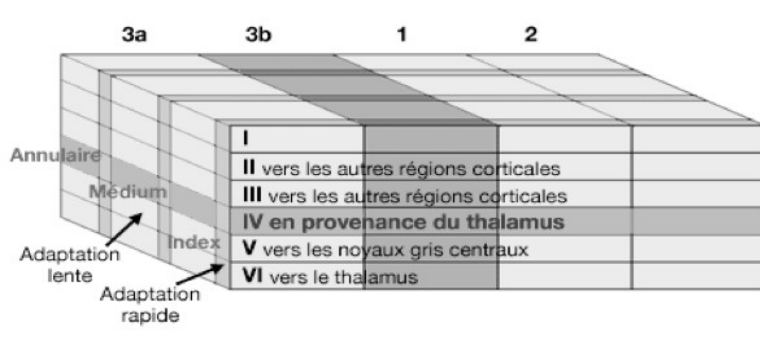 3a 3b 1 2
I
II vers les autres régions corticales
III vers les autres régions corticales
IV en provenance du thalamus
V vers les noyaux gris centraux
VI vers le thalamus
Annulaire
Médium
Index
Adaptation
lente
Adaptation
rapide